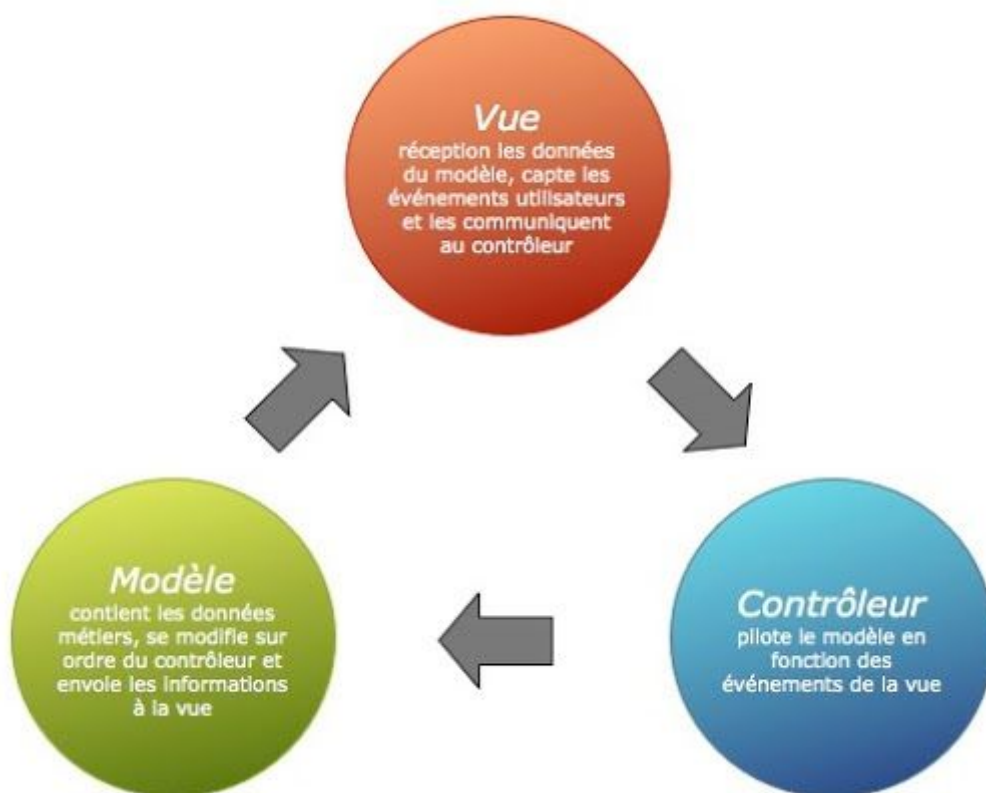 Vue
réception les données
du modèle, capte les
événements utilisateurs
et les communiquent
au contrôleur
Modèle
contient les données
métiers, se modifie sur
ordre du contrôleur et
envoie les informations
à la vue
Contrôleur
pilote le modèle en
fonction des
événements de la vue